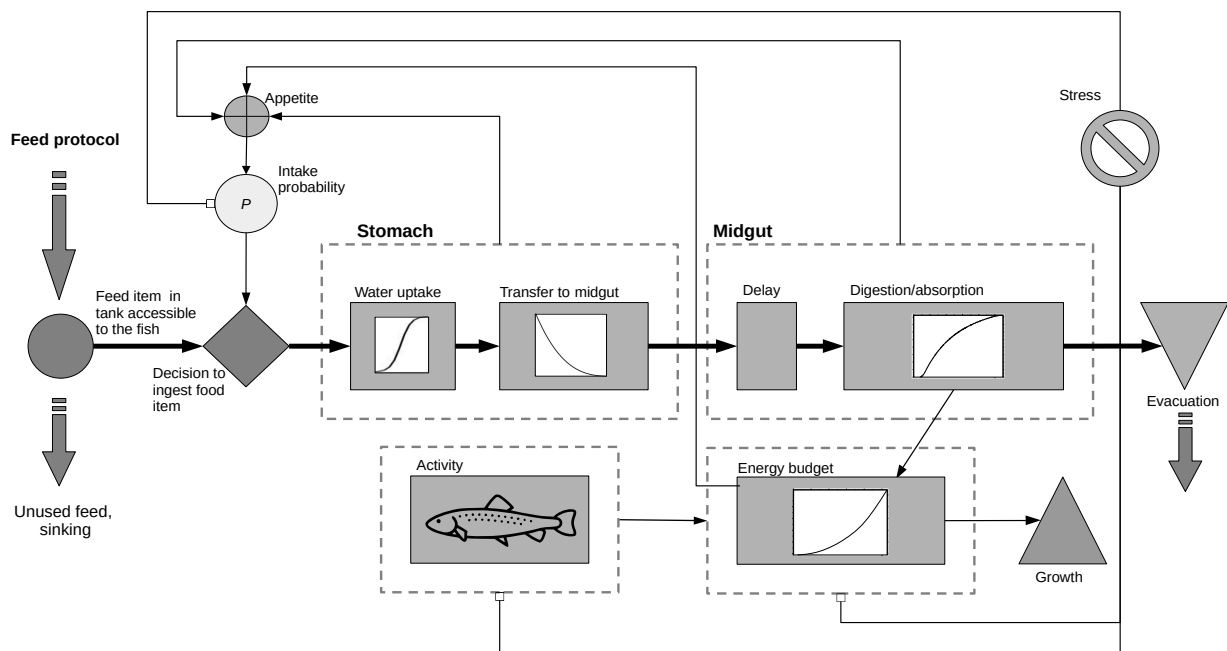 Stress
Appetite
Feed protocol
Intake
probability
P
Stomach
Midgut
Water uptake
Transfer to midgut
Delay
Digestion/absorption
Feed item in
tank accessible
to the fish
Decision to
ingest food
item
Evacuation
Activity
Energy budget
Unused feed,
sinking
Growth